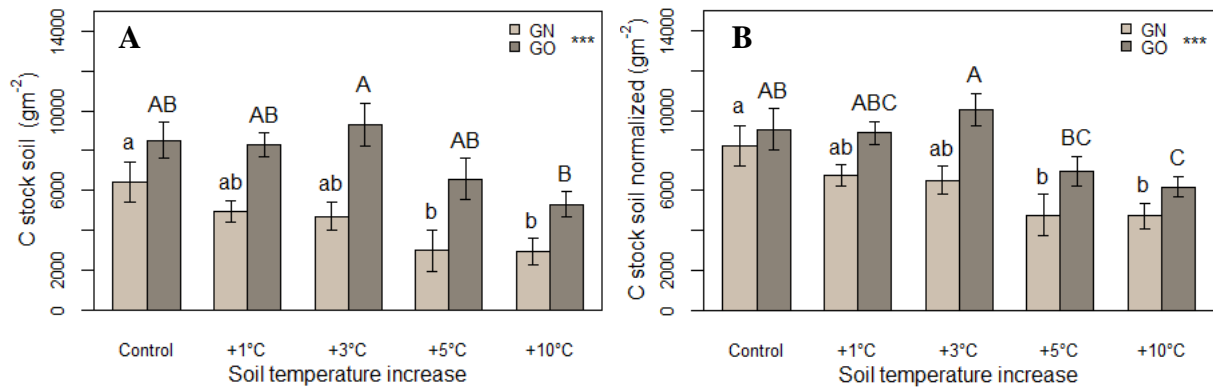 A
GN
GO
***
C stock soil (gm-2)
14000
10000
6000
2000
0
a
AB
ab
AB
ab
A
b
AB
b
B
Control
+1°C
+3°C
+5°C
+10°C
Soil temperature increase
B
GN
GO
***
C stock soil normalized (gm-2)
14000
10000
6000
2000
0
a
AB
ab
ABC
ab
A
b
BC
b
C
Control
+1°C
+3°C
+5°C
+10°C
Soil temperature increase